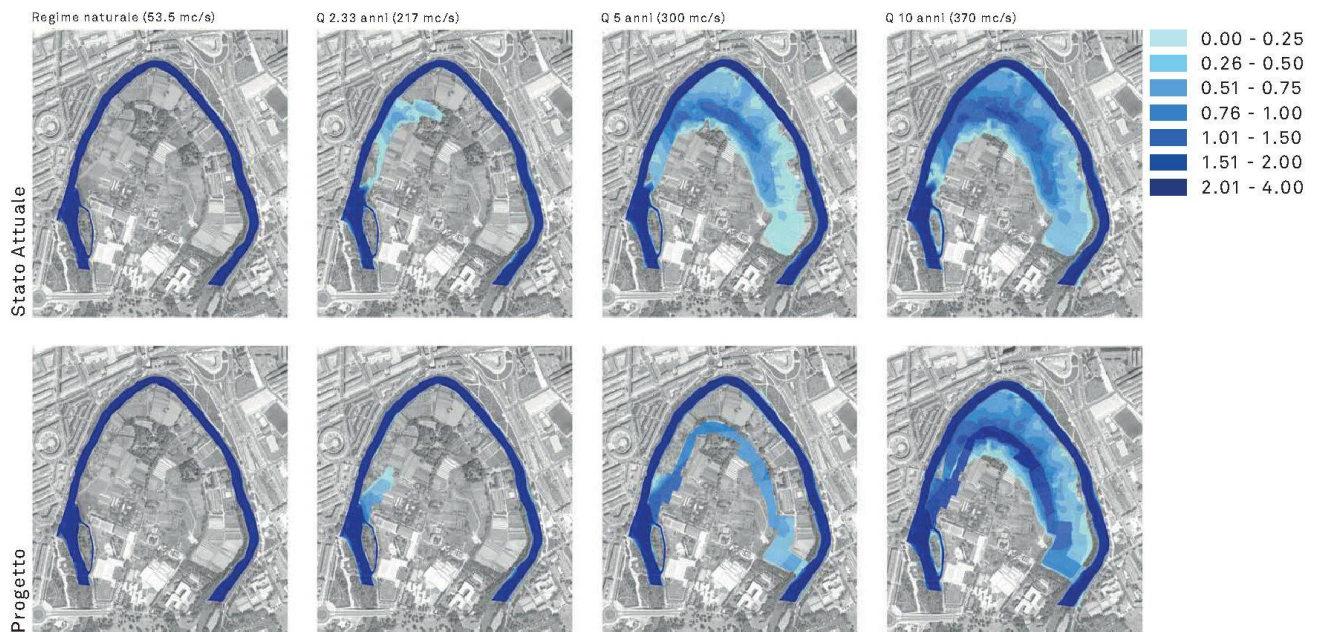 Regime naturale (53.5 mc/s)
Q 2.33 anni (217 mc/s)
Q 5 anni (300 mc/s)
Q 10 anni (370 mc/s)
0.00 - 0.25
0.26 - 0.50
0.51 - 0.75
0.76 - 1.00
1.01 - 1.50
1.51 - 2.00
2.01 - 4.00
Stato Attuale
Progetto